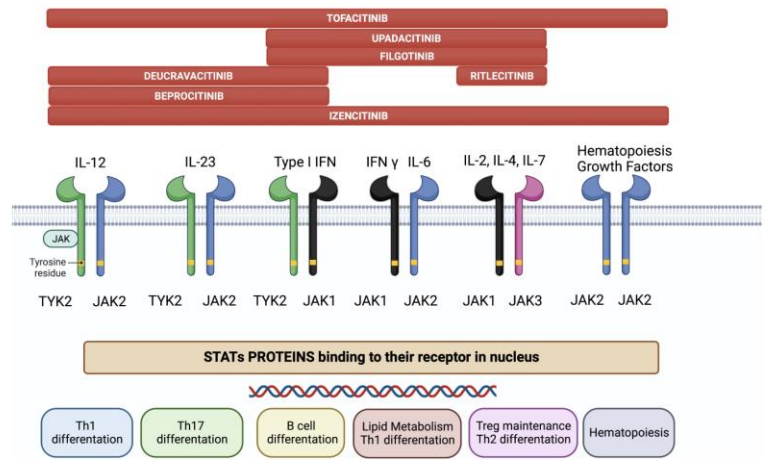 TOFACITINIB
UPADACITINIB
FILGOTINIB
DEUCRAVACITINIB
RITLECITINIB
BEPROCITINIB
IZENCITINIB
IL-12
IL-23
Type I IFN
IFN γ IL-6
IL-2, IL-4, IL-7
Hematopoiesis
Growth Factors
JAK
Tyrosine
residue
TYK2 JAK2
TYK2 JAK2
TYK2 JAK1
JAK1 JAK2
JAK1 JAK3
JAK2 JAK2
STATs PROTEINS binding to their receptor in nucleus
Th1
differentation
Th17
differentation
B cell
differentation
Lipid Metabolism
Th1 differentation
Treg maintenance
Th2 differentation
Hematopoiesis